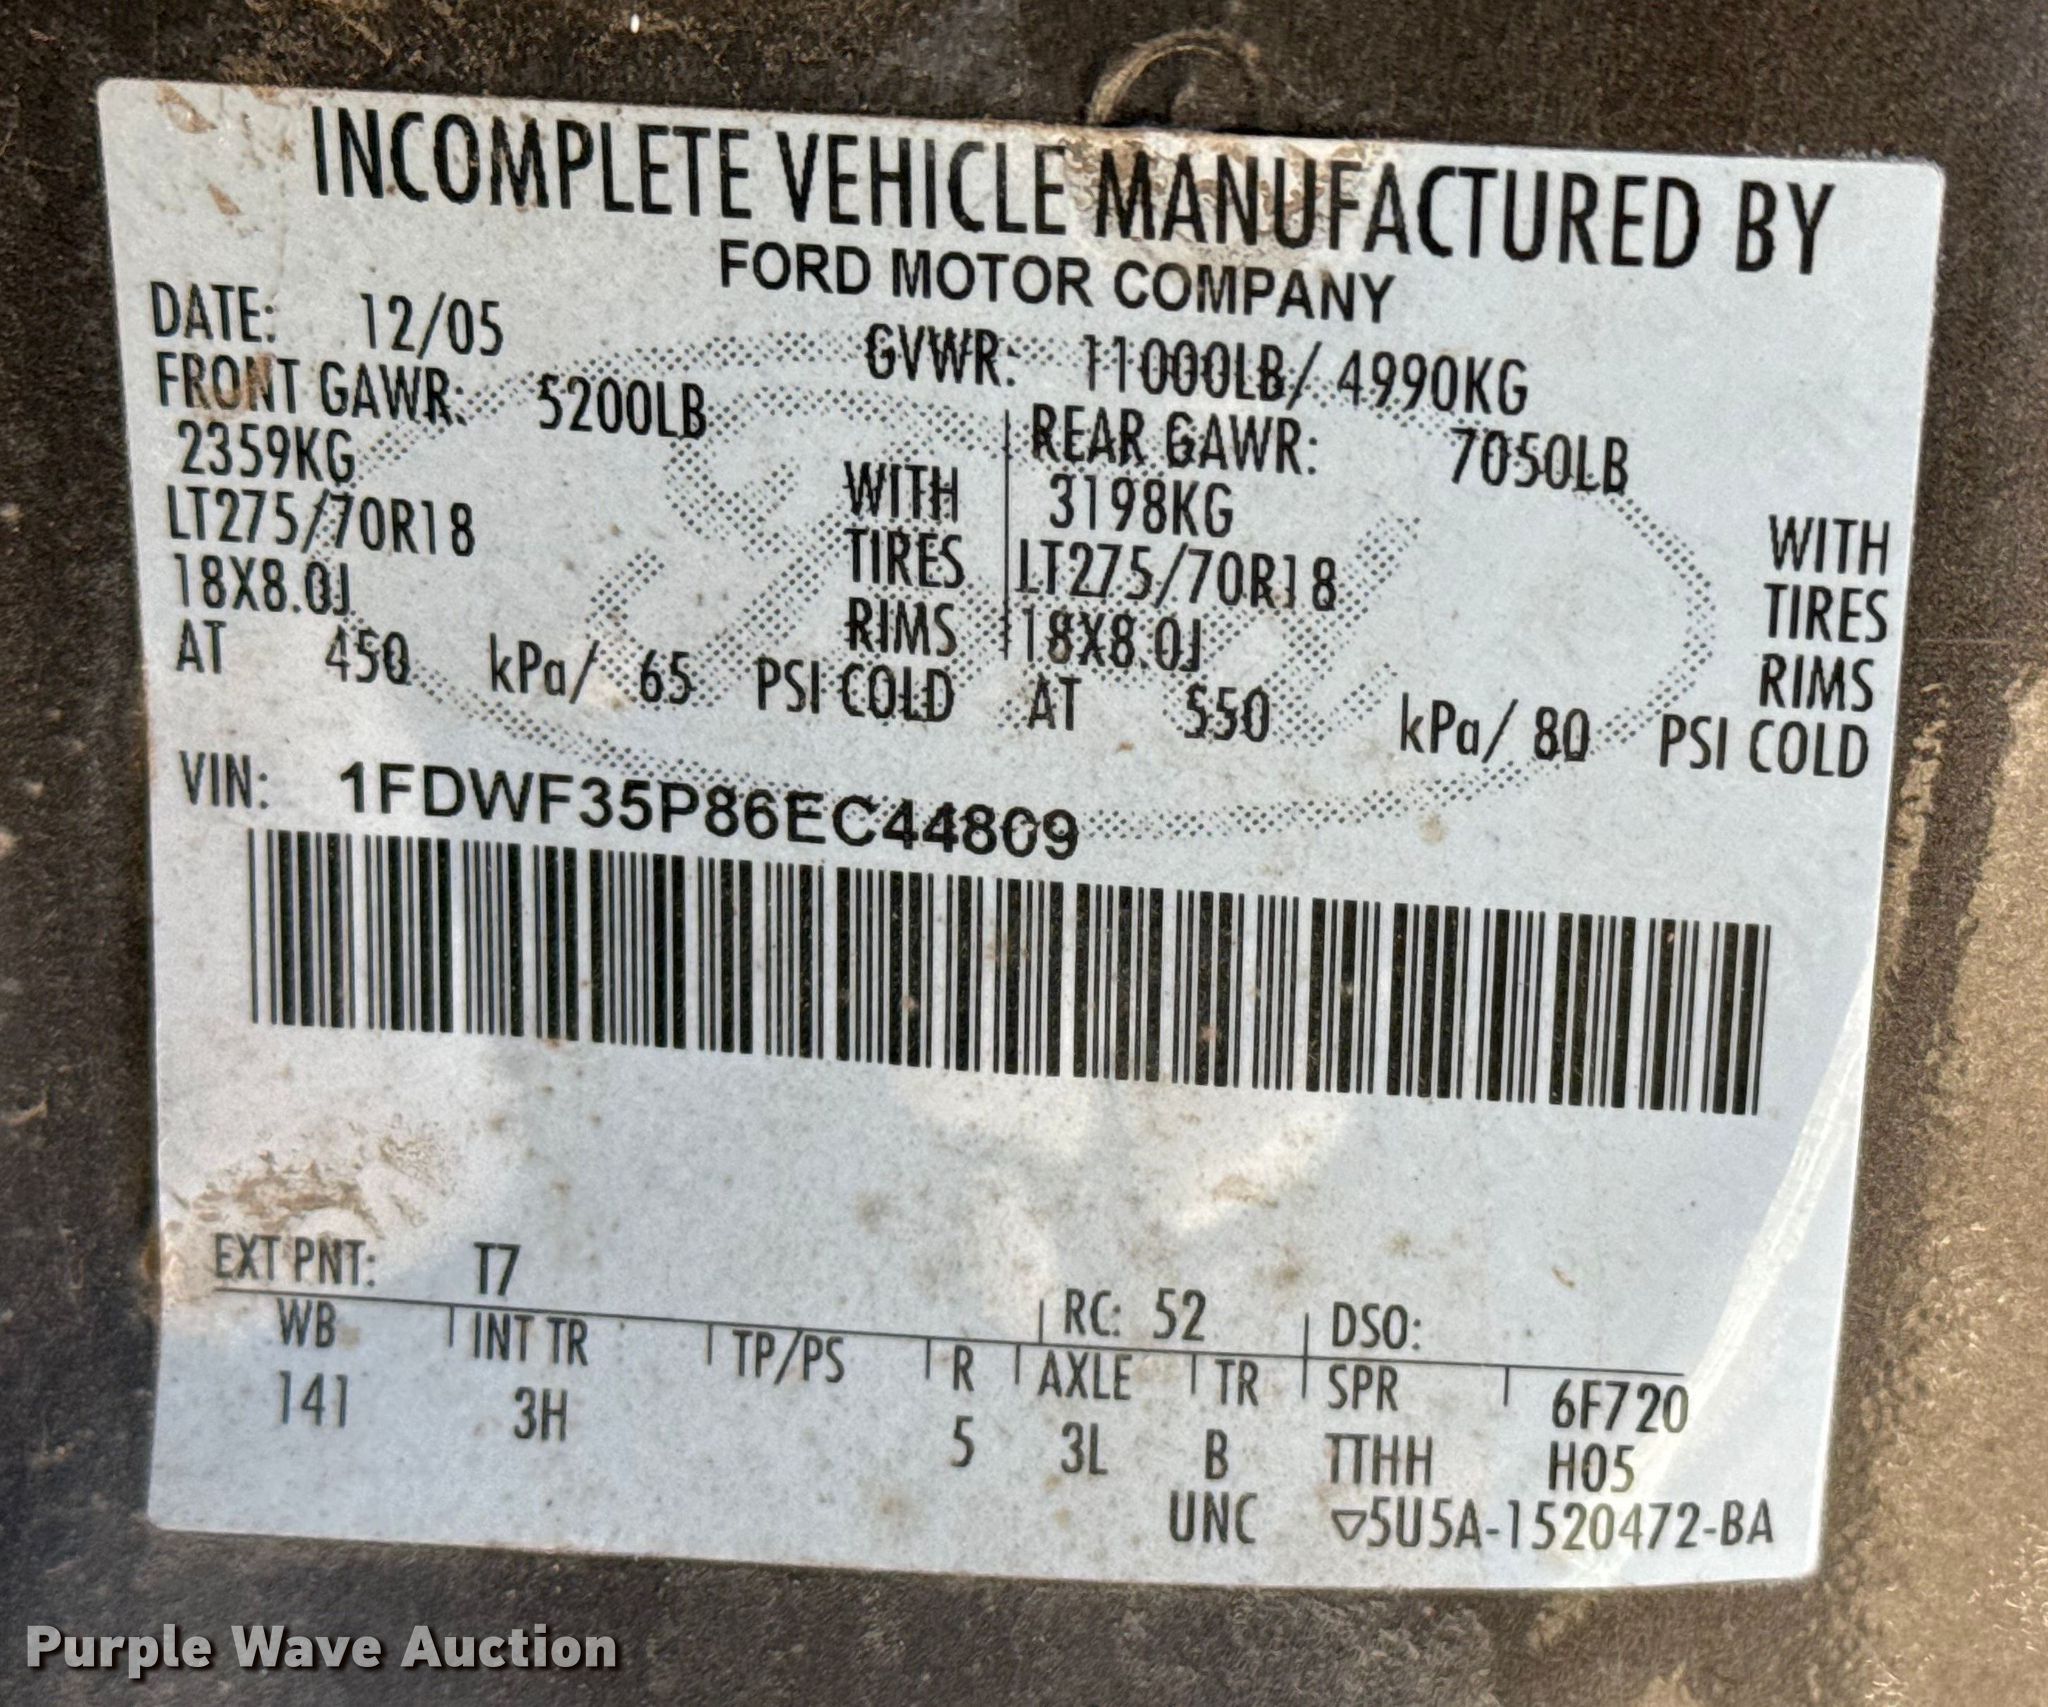 INCOMPLETE VEHICLE MANUFACTURED BY
FORD MOTOR COMPANY
DATE: 12/05 GVWR: 11000LB/ 4990KG
FRONT GAWR: 5200LB REAR GAWR: 7050LB
2359KG WITH 3198KG WITH
LT275/70R18 TIRES LT275/70R18 TIRES
18X8.0J RIMS 18X8.0J RIMS
AT 450 kPa/ 65 PSI COLD AT 550 kPa/ 80 PSI COLD
VIN: 1FDWF35P86EC44809
EXT PNT: T7 RC: 52 DSO:
WB INT TR TP/PS R AXLE TR SPR 6F720
141 3H 5 3L B TTHH H05
UNC ▽5U5A-1520472-BA
Purple Wave Auction